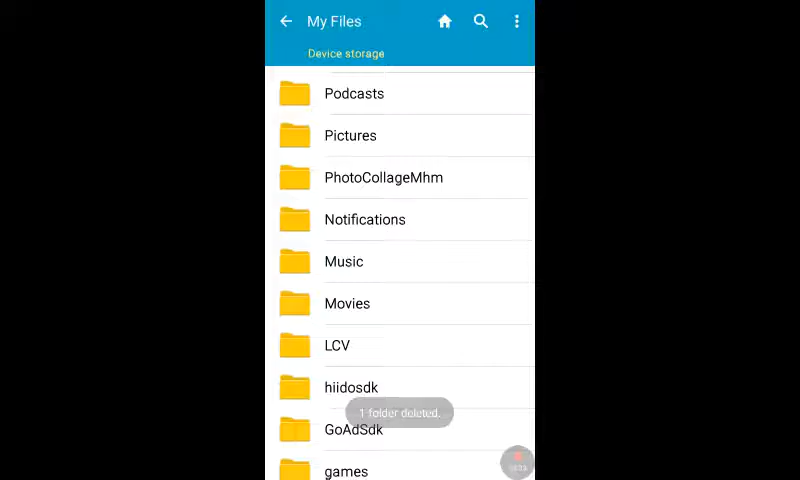 My Files
Device storage
Podcasts
Pictures
PhotoCollageMhm
Notifications
Music
Movies
LCV
hiidosdk
1 folder deleted.
GoAdSdk
games